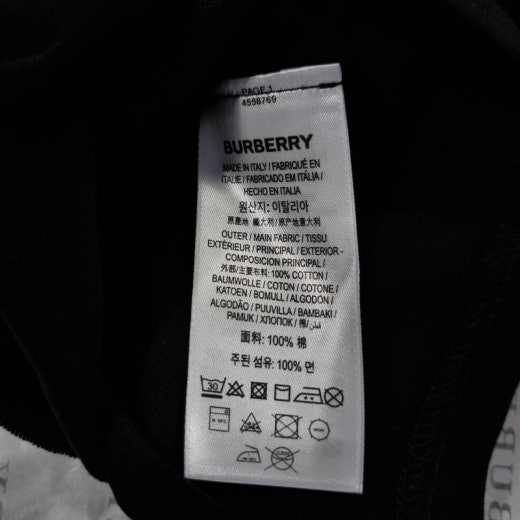 PAGE 1
4558769
BURBERRY
MADE IN ITALY / FABRIQUÉ EN
ITALIE / FABRICADO EM ITÁLIA /
HECHO EN ITALIA
원산지: 이탈리아
原產地: 義大利 / 原产地意大利
OUTER / MAIN FABRIC / TISSU
EXTÉRIEUR / PRINCIPAL / EXTERIOR -
COMPOSICION PRINCIPAL /
外部/主要布料: 100% COTTON /
BAUMWOLLE / COTON / COTONE /
KATOEN / BOMULL / ALGODÓN /
ALGODÃO / PUUVILLA / BAMBAKI /
PAMUK / ХЛОПОК / 棉/ قطن
面料: 100% 棉
주된 섬유: 100% 면
30